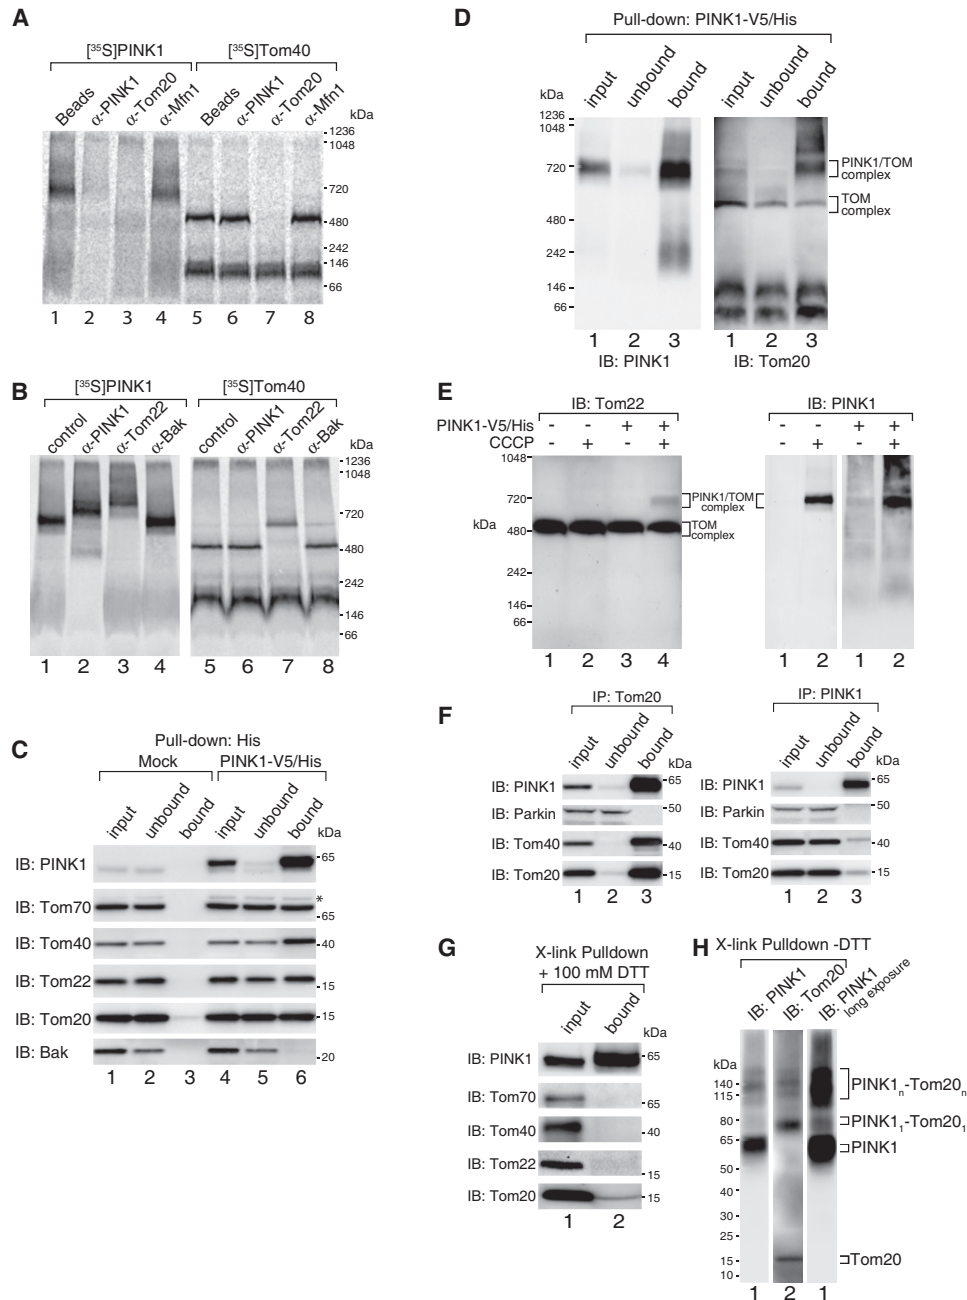 A
[³⁵S]PINK1
[³⁵S]Tom40
Beads
α-PINK1
α-Tom20
α-Mfn1
Beads
α-PINK1
α-Tom20
α-Mfn1
kDa
1236
1048
720
480
242
146
66
1 2 3 4 5 6 7 8
B
[³⁵S]PINK1
[³⁵S]Tom40
control
α-PINK1
α-Tom22
α-Bak
control
α-PINK1
α-Tom22
α-Bak
kDa
1236
1048
720
480
242
146
66
1 2 3 4 5 6 7 8
C
Pull-down: His
Mock
PINK1-V5/His
input
unbound
bound
input
unbound
bound
kDa
IB: PINK1
65
IB: Tom70
*
65
IB: Tom40
40
IB: Tom22
15
IB: Tom20
15
IB: Bak
20
1 2 3 4 5 6
D
Pull-down: PINK1-V5/His
input
unbound
bound
input
unbound
bound
kDa
1236
1048
720
480
242
146
66
PINK1/TOM
complex
TOM
complex
1 2 3
1 2 3
IB: PINK1
IB: Tom20
E
IB: Tom22
IB: PINK1
PINK1-V5/His - - + + - - + +
CCCP - + - + - + - +
1048
720
kDa
480
242
146
66
PINK1/TOM
complex
TOM
complex
1 2 3 4
1 2 1 2
F
IP: Tom20
IP: PINK1
input
unbound
bound
kDa
input
unbound
bound
kDa
IB: PINK1
65
IB: PINK1
65
IB: Parkin
50
IB: Parkin
50
IB: Tom40
40
IB: Tom40
40
IB: Tom20
15
IB: Tom20
15
1 2 3
1 2 3
G
X-link Pulldown
+ 100 mM DTT
input
bound
kDa
IB: PINK1
65
IB: Tom70
65
IB: Tom40
40
IB: Tom22
15
IB: Tom20
15
1 2
H
X-link Pulldown -DTT
IB: PINK1
IB: Tom20
IB: PINK1
long exposure
kDa
140
115
80
65
50
40
30
25
15
10
PINK1ₙ-Tom20ₙ
PINK1₁-Tom20₁
PINK1
Tom20
1 2 1